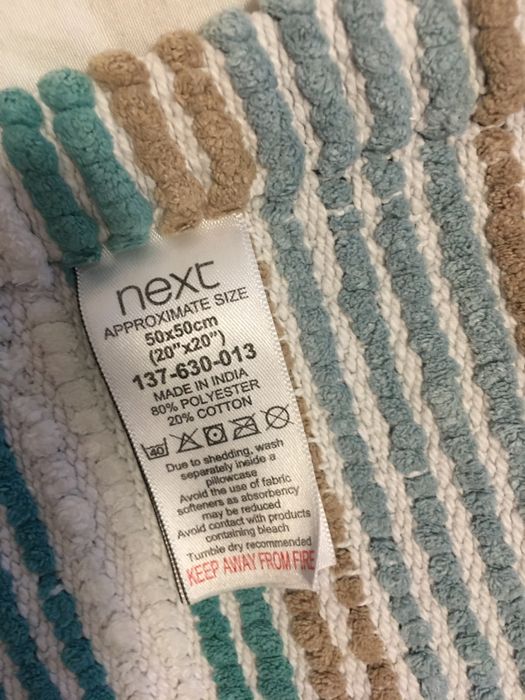 next
APPROXIMATE SIZE
50x50cm
(20"x20")
137-630-013
MADE IN INDIA
80% POLYESTER
20% COTTON
40
Due to shedding, wash
separately inside a
pillowcase
Avoid the use of fabric
softeners as absorbency
may be reduced
Avoid contact with products
containing bleach
Tumble dry recommended
KEEP AWAY FROM FIRE